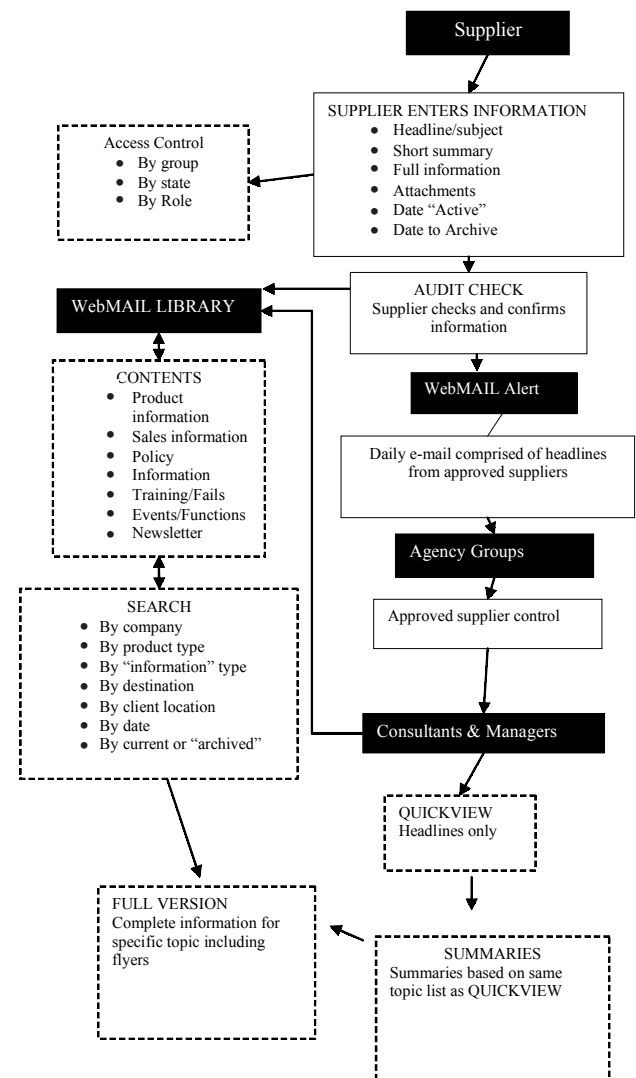 Supplier
SUPPLIER ENTERS INFORMATION
• Headline/subject
• Short summary
• Full information
• Attachments
• Date “Active”
• Date to Archive
Access Control
• By group
• By state
• By Role
AUDIT CHECK
Supplier checks and confirms
information
WebMAIL LIBRARY
CONTENTS
• Product
information
• Sales information
• Policy
• Information
• Training/Fails
• Events/Functions
• Newsletter
WebMAIL Alert
Daily e-mail comprised of headlines
from approved suppliers
Agency Groups
Approved supplier control
SEARCH
• By company
• By product type
• By “information” type
• By destination
• By client location
• By date
• By current or “archived”
Consultants & Managers
QUICKVIEW
Headlines only
FULL VERSION
Complete information for
specific topic including
flyers
SUMMARIES
Summaries based on same
topic list as QUICKVIEW